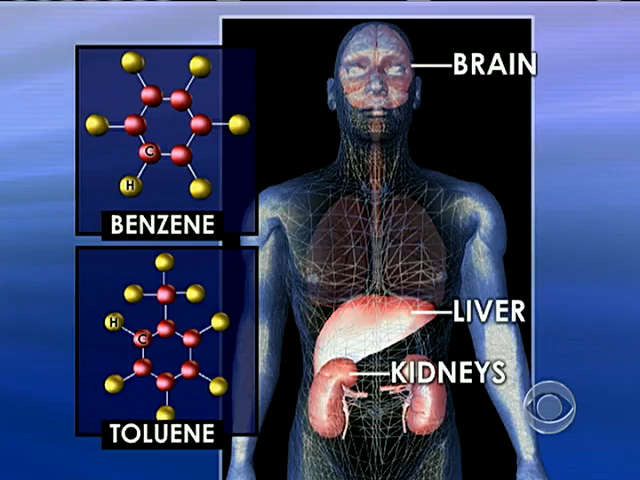 BRAIN
C
H
BENZENE
H
C
LIVER
KIDNEYS
TOLUENE